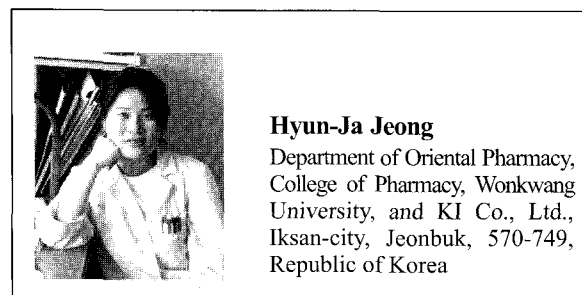 Hyun-Ja Jeong
Department of Oriental Pharmacy,
College of Pharmacy, Wonkwang
University, and KI Co., Ltd.,
Iksan-city, Jeonbuk, 570-749,
Republic of Korea